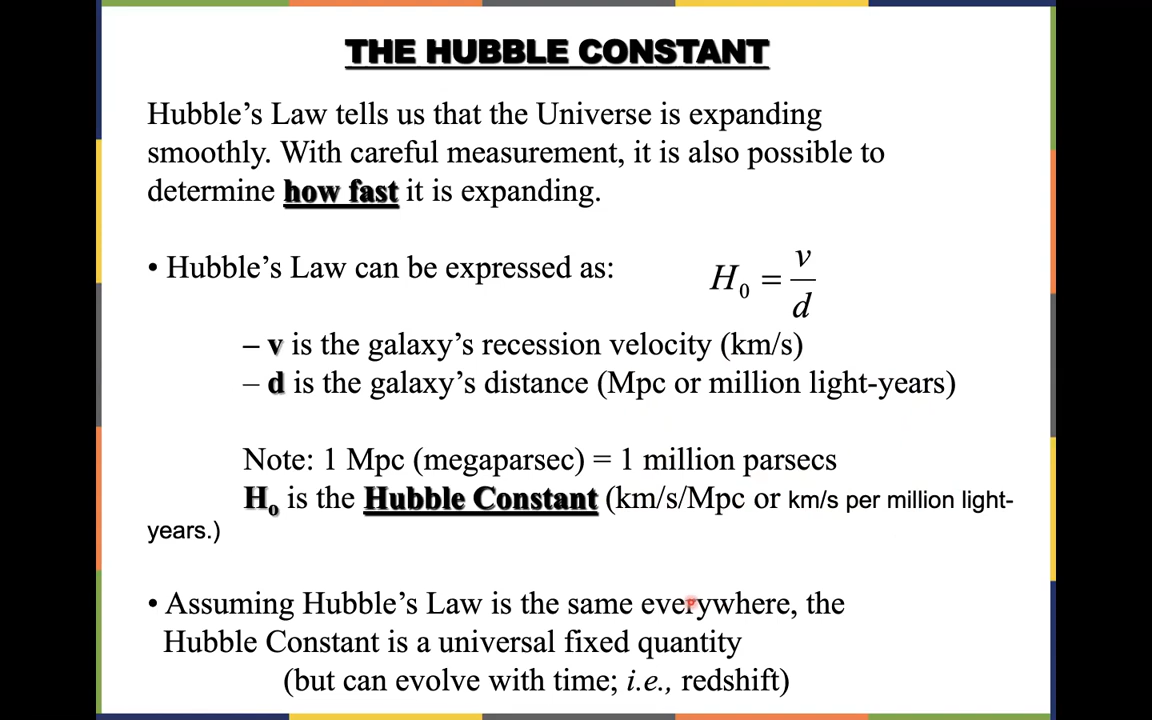 THE HUBBLE CONSTANT
Hubble’s Law tells us that the Universe is expanding
smoothly. With careful measurement, it is also possible to
determine how fast it is expanding.
• Hubble’s Law can be expressed as: H₀ = v/d
– v is the galaxy’s recession velocity (km/s)
– d is the galaxy’s distance (Mpc or million light-years)
Note: 1 Mpc (megaparsec) = 1 million parsecs
Hₒ is the Hubble Constant (km/s/Mpc or km/s per million light-
years.)
• Assuming Hubble’s Law is the same everywhere, the
Hubble Constant is a universal fixed quantity
(but can evolve with time; i.e., redshift)